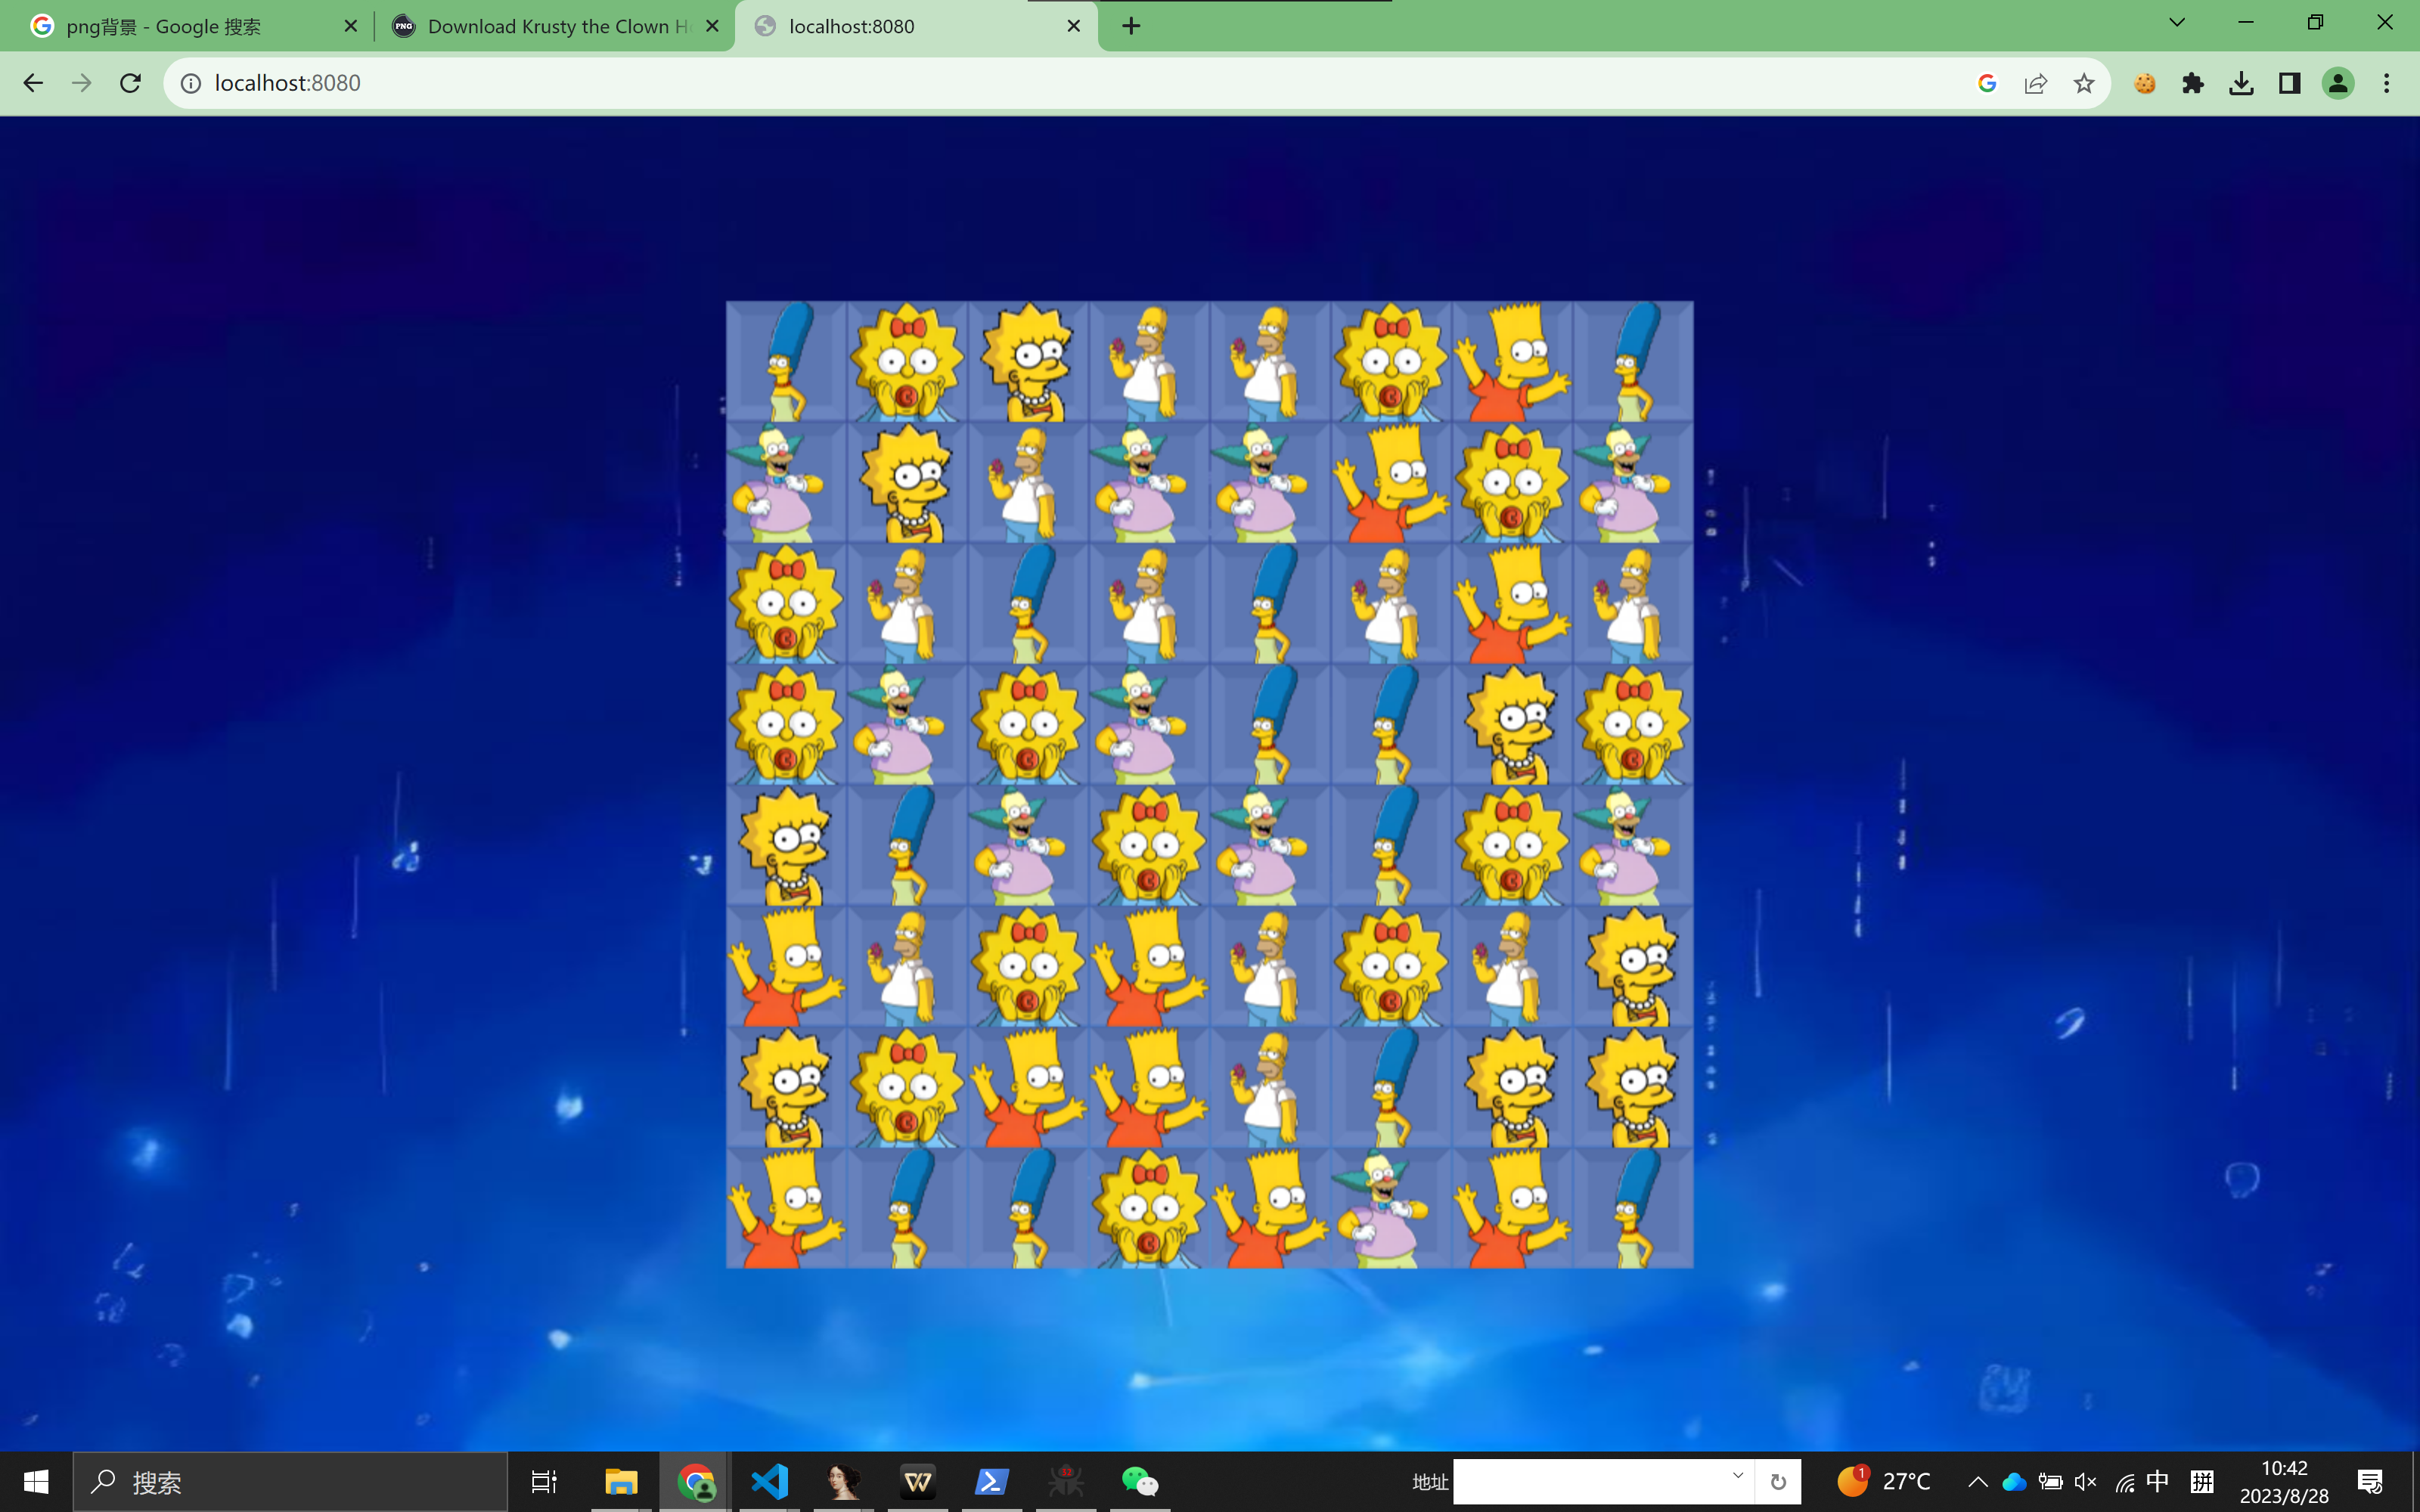 png背景 - Google 搜索
Download Krusty the Clown H
localhost:8080
localhost:8080
搜索
地址
1
27°C
中
拼
10:42
2023/8/28